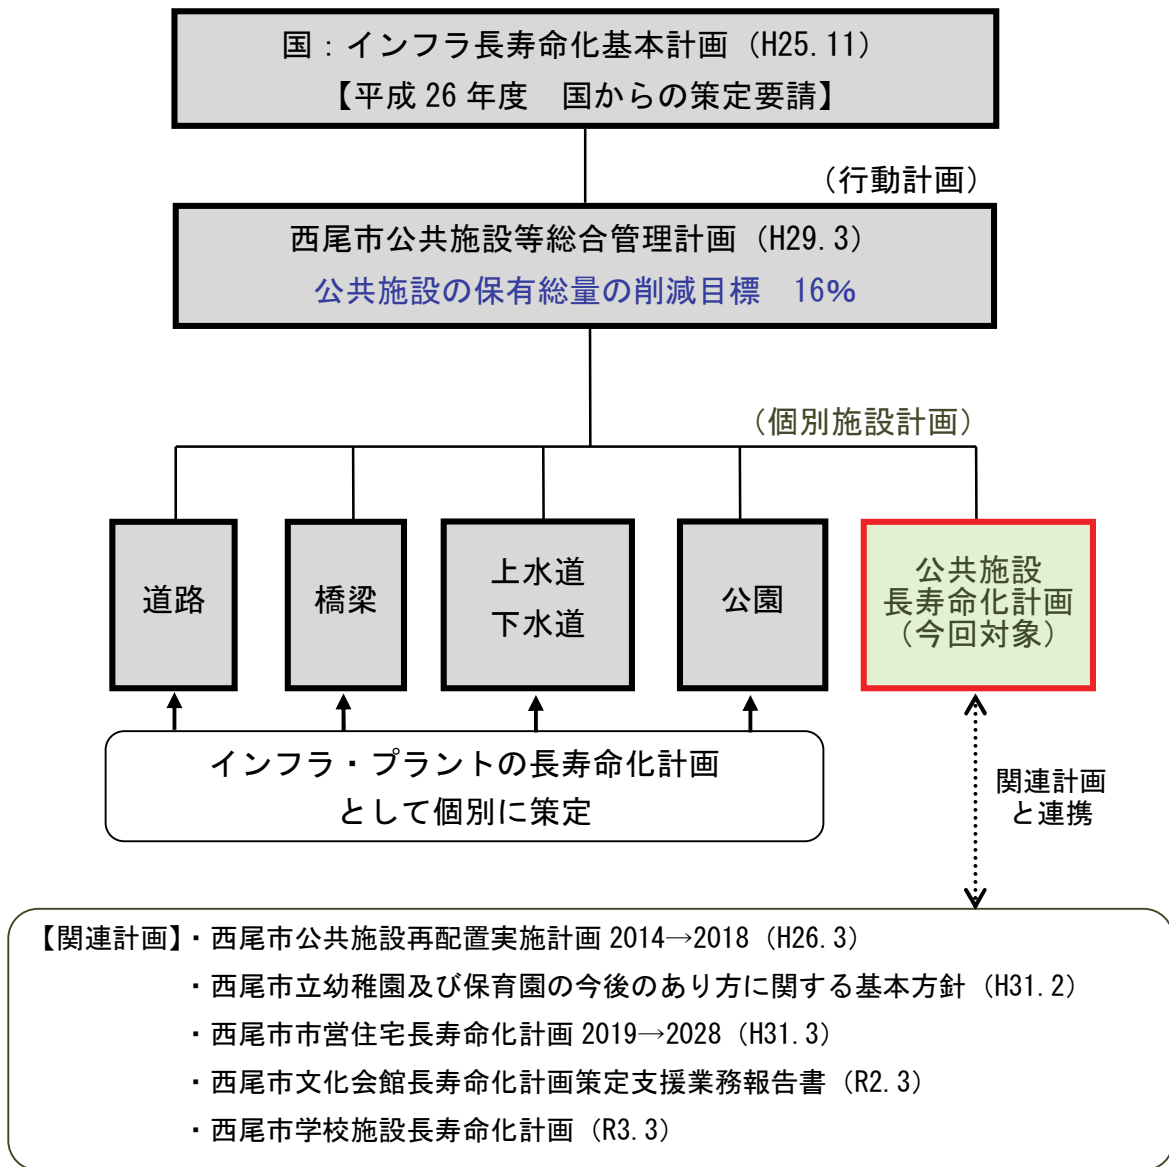 国：インフラ長寿命化基本計画（H25.11）
【平成 26 年度　国からの策定要請】
（行動計画）
西尾市公共施設等総合管理計画（H29.3）
公共施設の保有総量の削減目標　16％
（個別施設計画）
道路
橋梁
上水道
下水道
公園
公共施設
長寿命化計画
（今回対象）
インフラ・プラントの長寿命化計画
として個別に策定
関連計画
と連携
【関連計画】・西尾市公共施設再配置実施計画 2014→2018（H26.3）
・西尾市立幼稚園及び保育園の今後のあり方に関する基本方針（H31.2）
・西尾市市営住宅長寿命化計画 2019→2028（H31.3）
・西尾市文化会館長寿命化計画策定支援業務報告書（R2.3）
・西尾市学校施設長寿命化計画（R3.3）